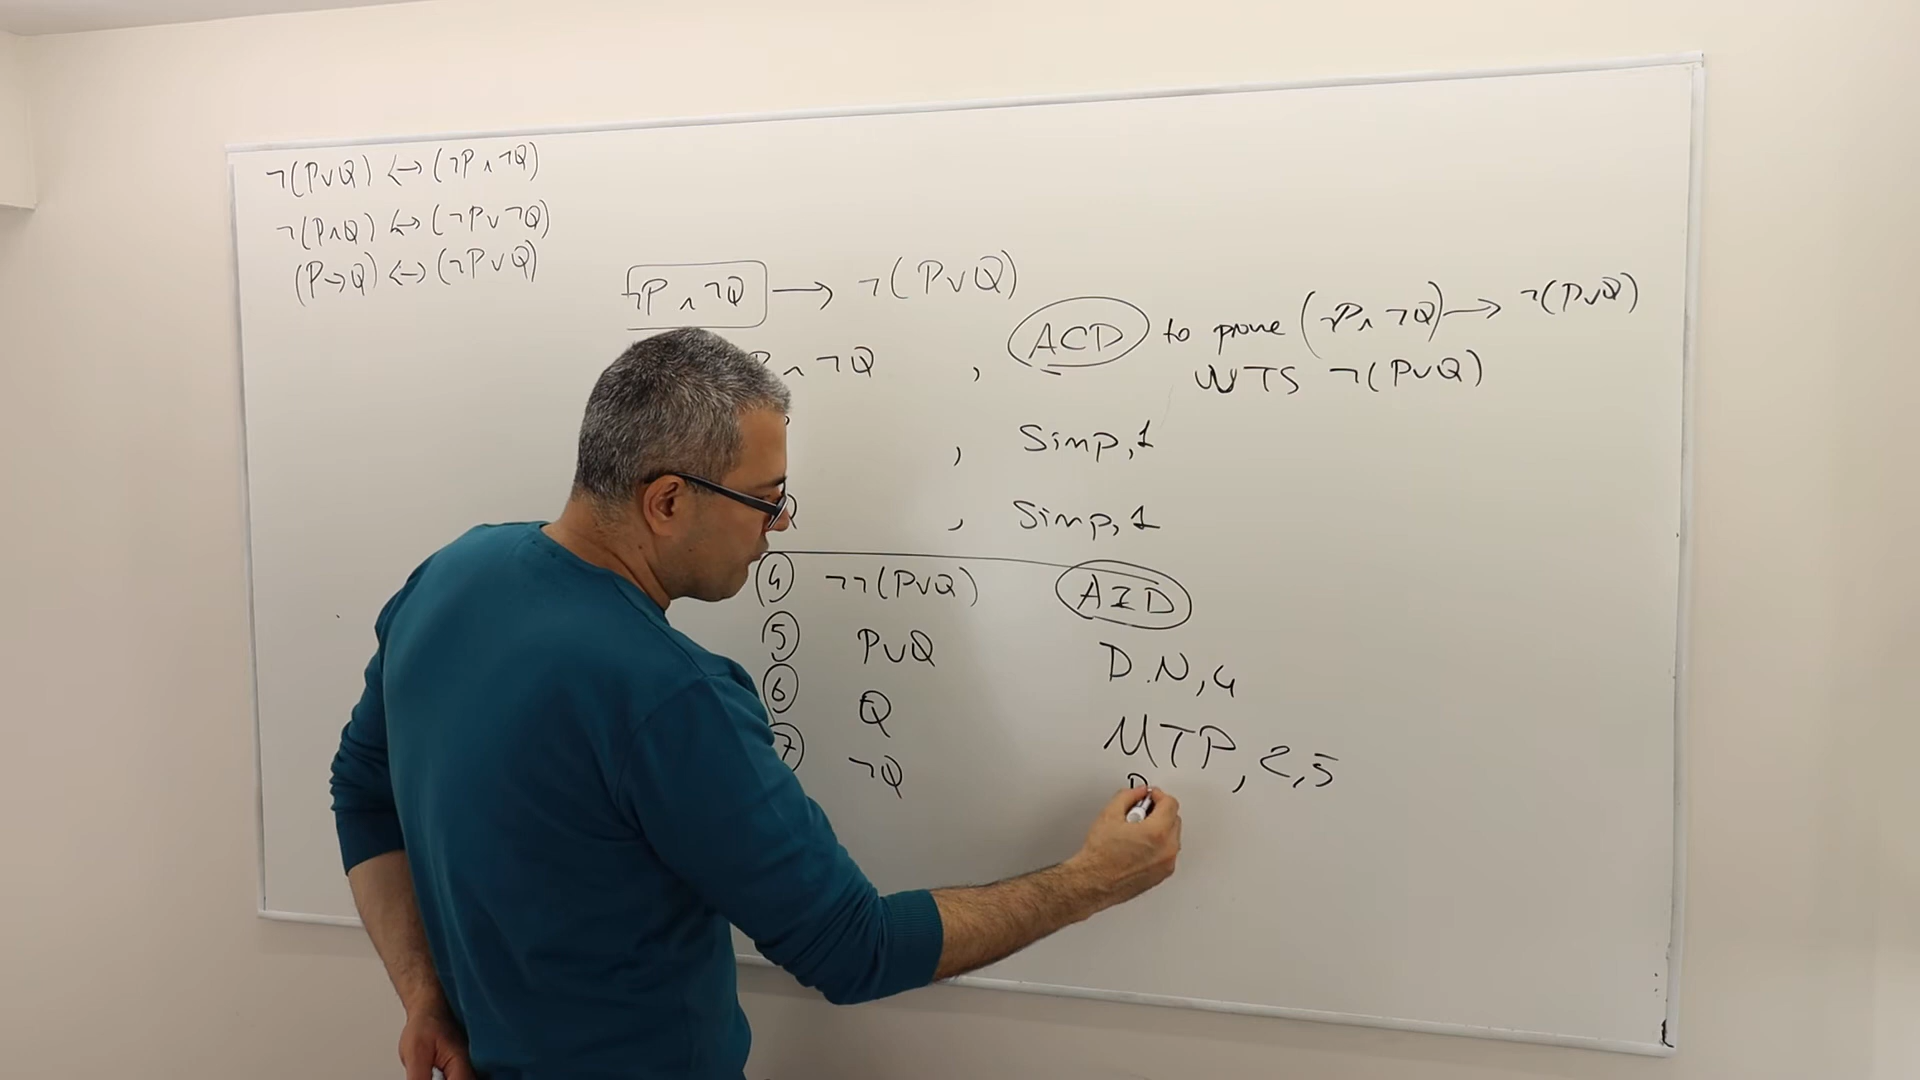 ¬(P∨Q) ↔ (¬P∧¬Q)
¬(P∧Q) ↔ (¬P∨¬Q)
(P→Q) ↔ (¬P∨Q)
¬P∧¬Q → ¬(P∨Q)
P∧¬Q , ACD to prove (¬P∧¬Q) → ¬(P∨Q)
WTS ¬(P∨Q)
, Simp,1
Q , Simp,1
4 ¬¬(P∨Q) AID
5 P∨Q D.N,4
6 Q MTP,2,5
7 ¬Q